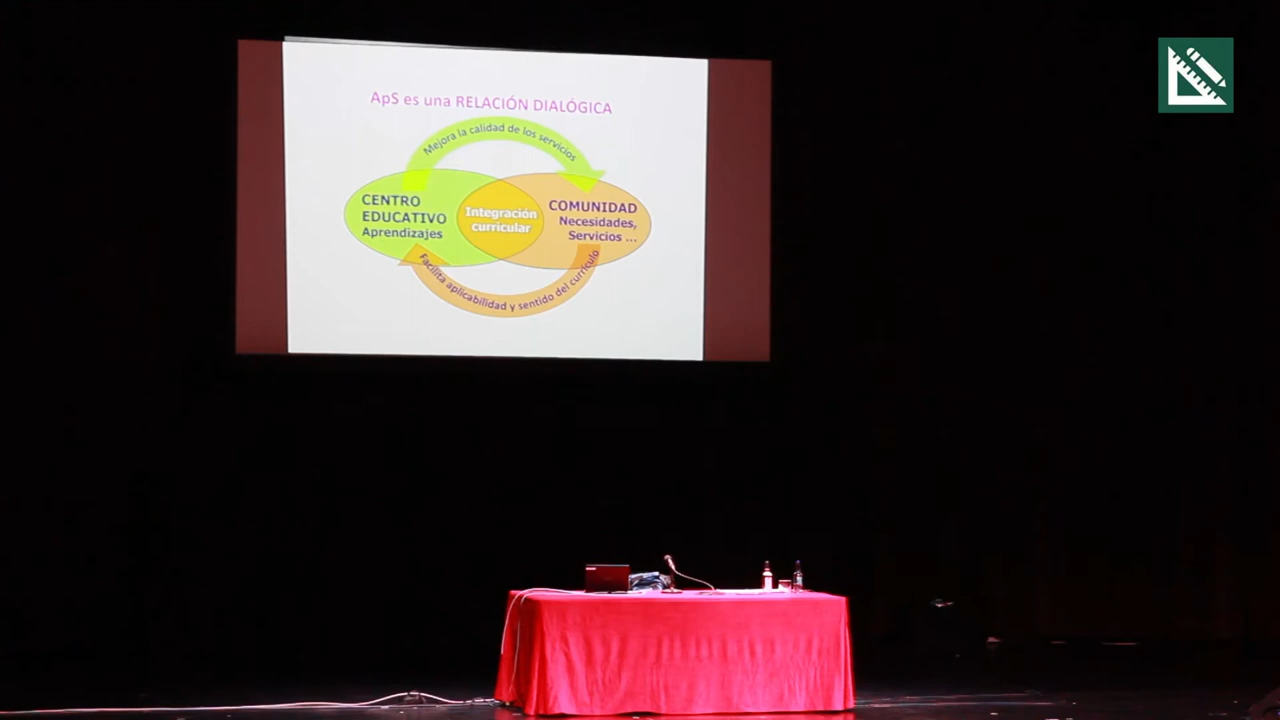 ApS es una RELACIÓN DIALÓGICA
Mejora la calidad de los servicios
CENTRO
EDUCATIVO
Aprendizajes
Integración
curricular
COMUNIDAD
Necesidades,
Servicios ...
Facilita aplicabilidad y sentido del currículo